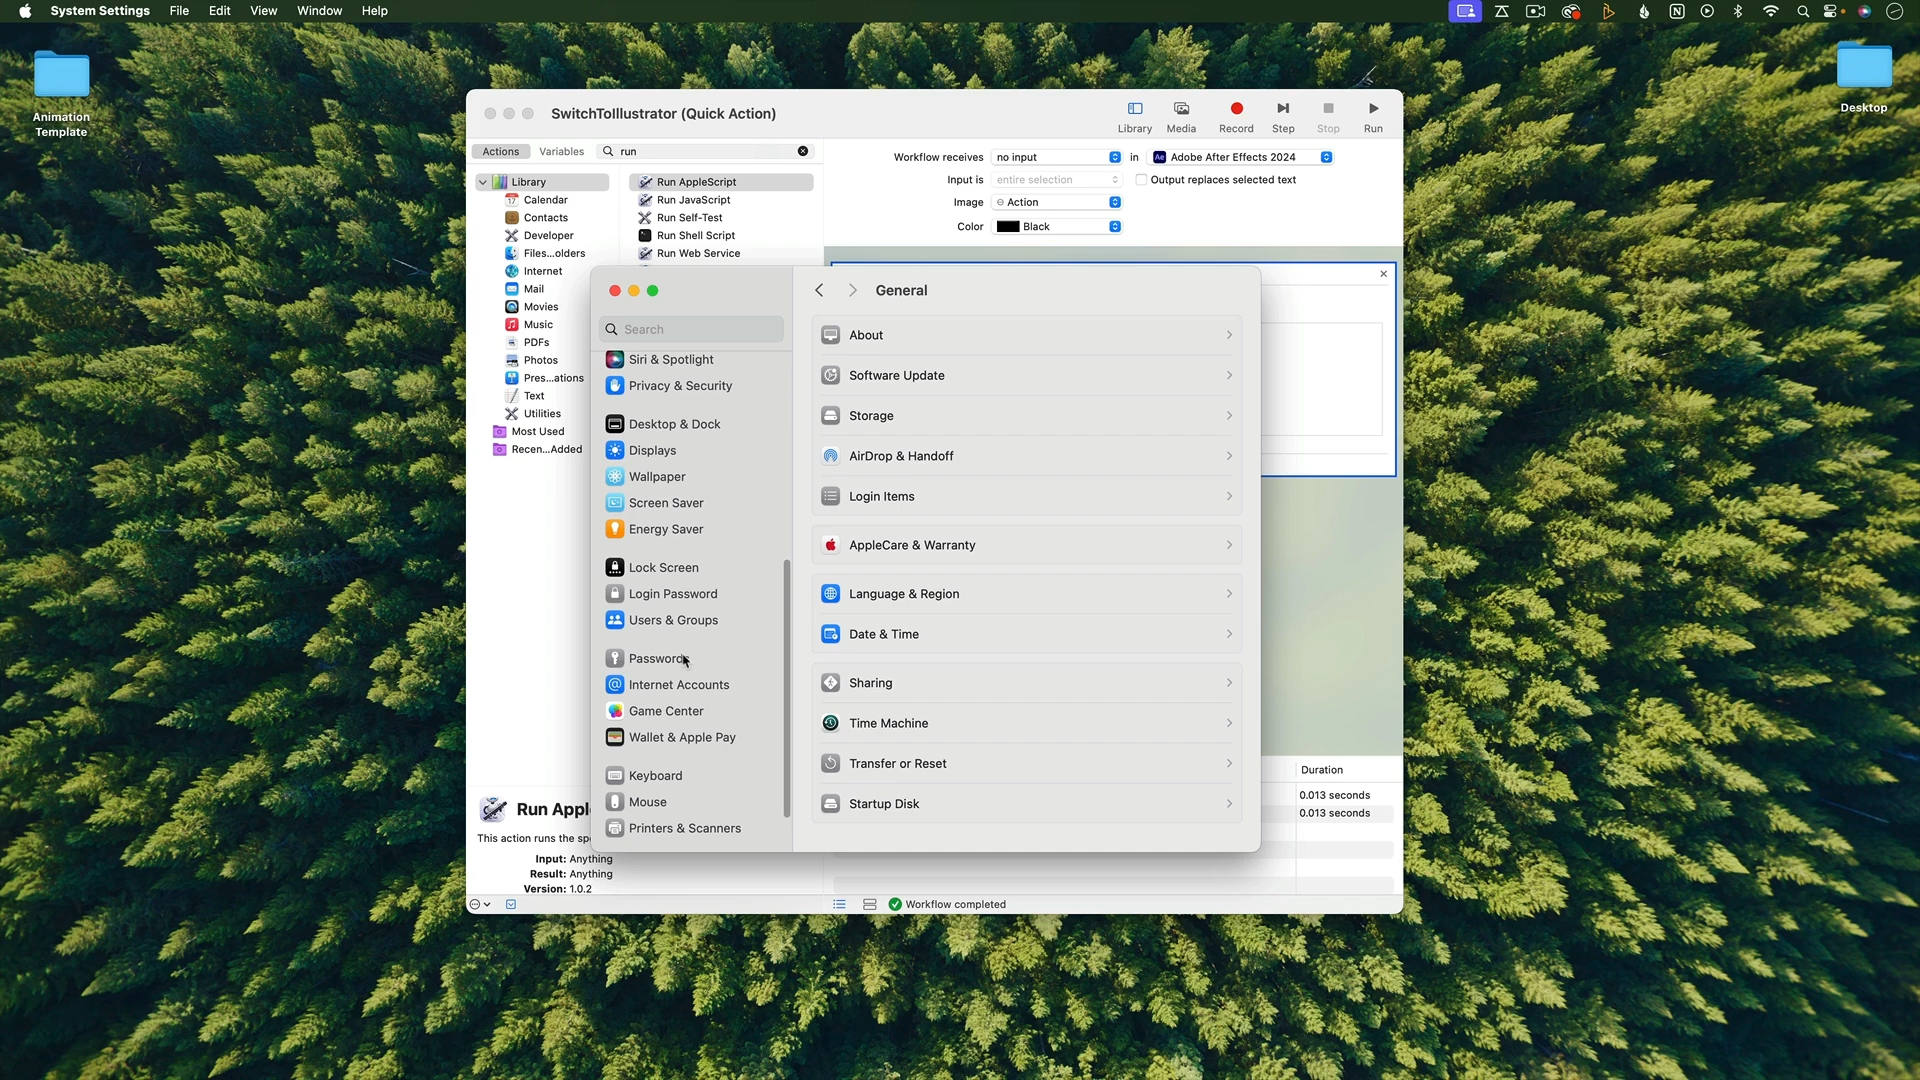 System Settings File Edit View Window Help
Animation
Template
Desktop
SwitchToIllustrator (Quick Action)
Library Media Record Step Stop Run
Actions Variables run
Workflow receives no input in Adobe After Effects 2024
Input is entire selection Output replaces selected text
Image Action
Color Black
Library
Calendar
Contacts
Developer
Files...olders
Internet
Mail
Movies
Music
PDFs
Photos
Pres...ations
Text
Utilities
Most Used
Recen...Added
Run AppleScript
Run JavaScript
Run Self-Test
Run Shell Script
Run Web Service
General
Search
Siri & Spotlight
Privacy & Security
Desktop & Dock
Displays
Wallpaper
Screen Saver
Energy Saver
Lock Screen
Login Password
Users & Groups
Passwords
Internet Accounts
Game Center
Wallet & Apple Pay
Keyboard
Mouse
Printers & Scanners
About
Software Update
Storage
AirDrop & Handoff
Login Items
AppleCare & Warranty
Language & Region
Date & Time
Sharing
Time Machine
Transfer or Reset
Startup Disk
Duration
0.013 seconds
0.013 seconds
Run Appl
This action runs the sp
Input: Anything
Result: Anything
Version: 1.0.2
Workflow completed